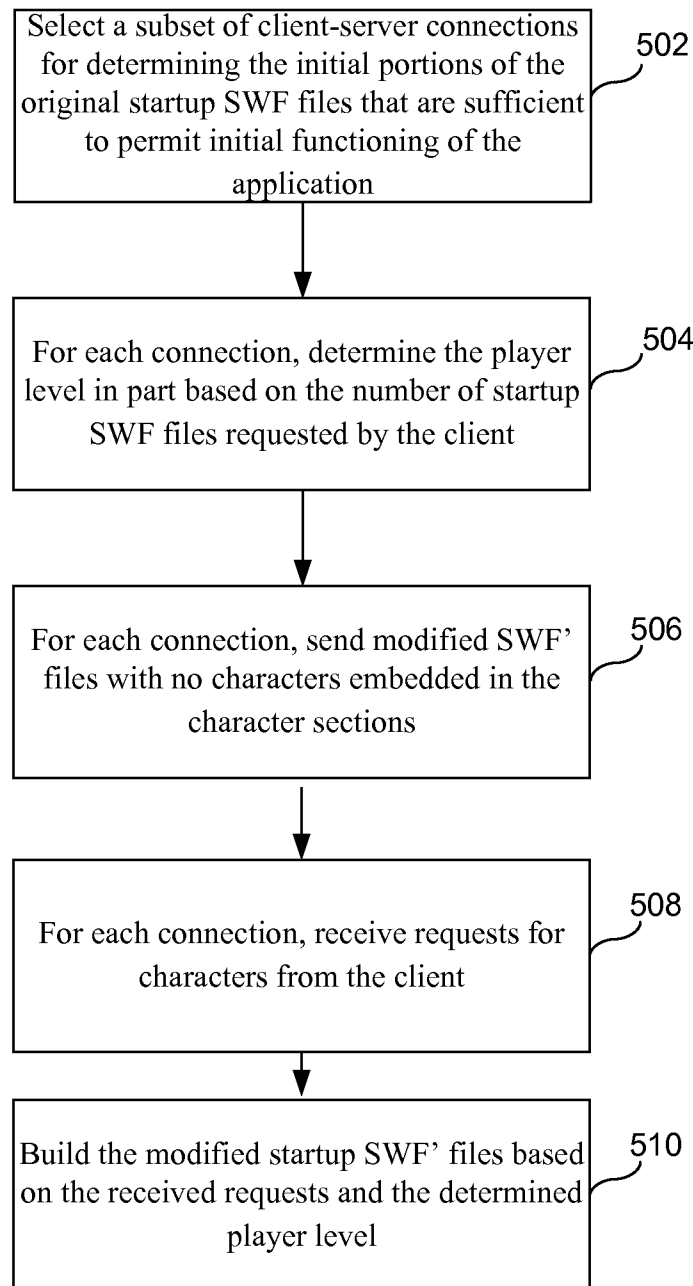 Select a subset of client-server connections
for determining the initial portions of the
original startup SWF files that are sufficient
to permit initial functioning of the
application
502
For each connection, determine the player
level in part based on the number of startup
SWF files requested by the client
504
For each connection, send modified SWF’
files with no characters embedded in the
character sections
506
For each connection, receive requests for
characters from the client
508
Build the modified startup SWF’ files based
on the received requests and the determined
player level
510